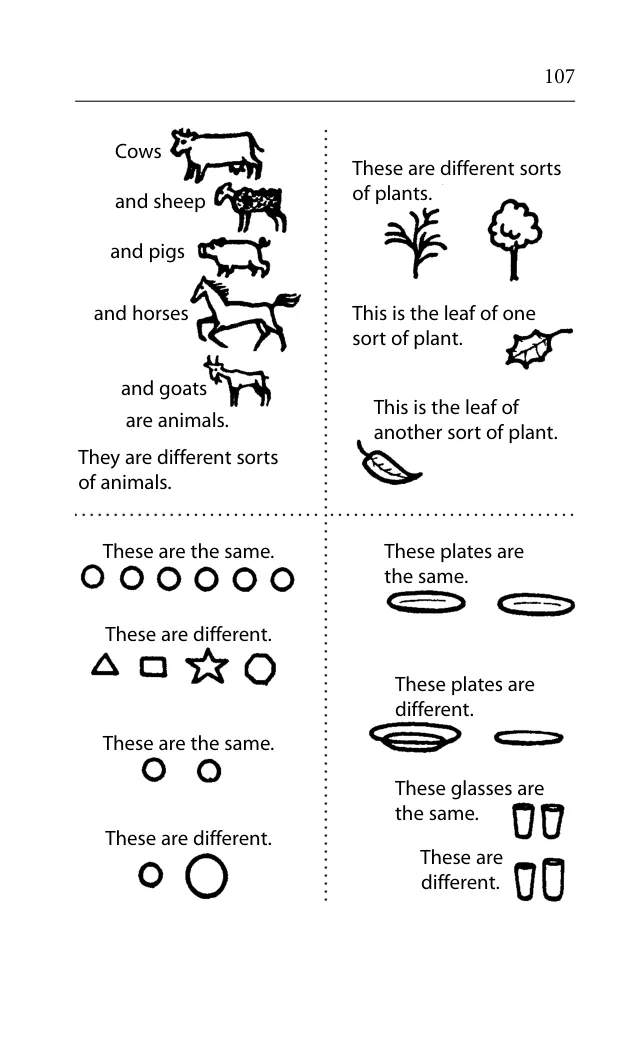 107
Cows
and sheep
and pigs
and horses
and goats
are animals.
They are different sorts
of animals.
These are different sorts
of plants.
This is the leaf of one
sort of plant.
This is the leaf of
another sort of plant.
These are the same.
These are different.
These are the same.
These are different.
These plates are
the same.
These plates are
different.
These glasses are
the same.
These are
different.